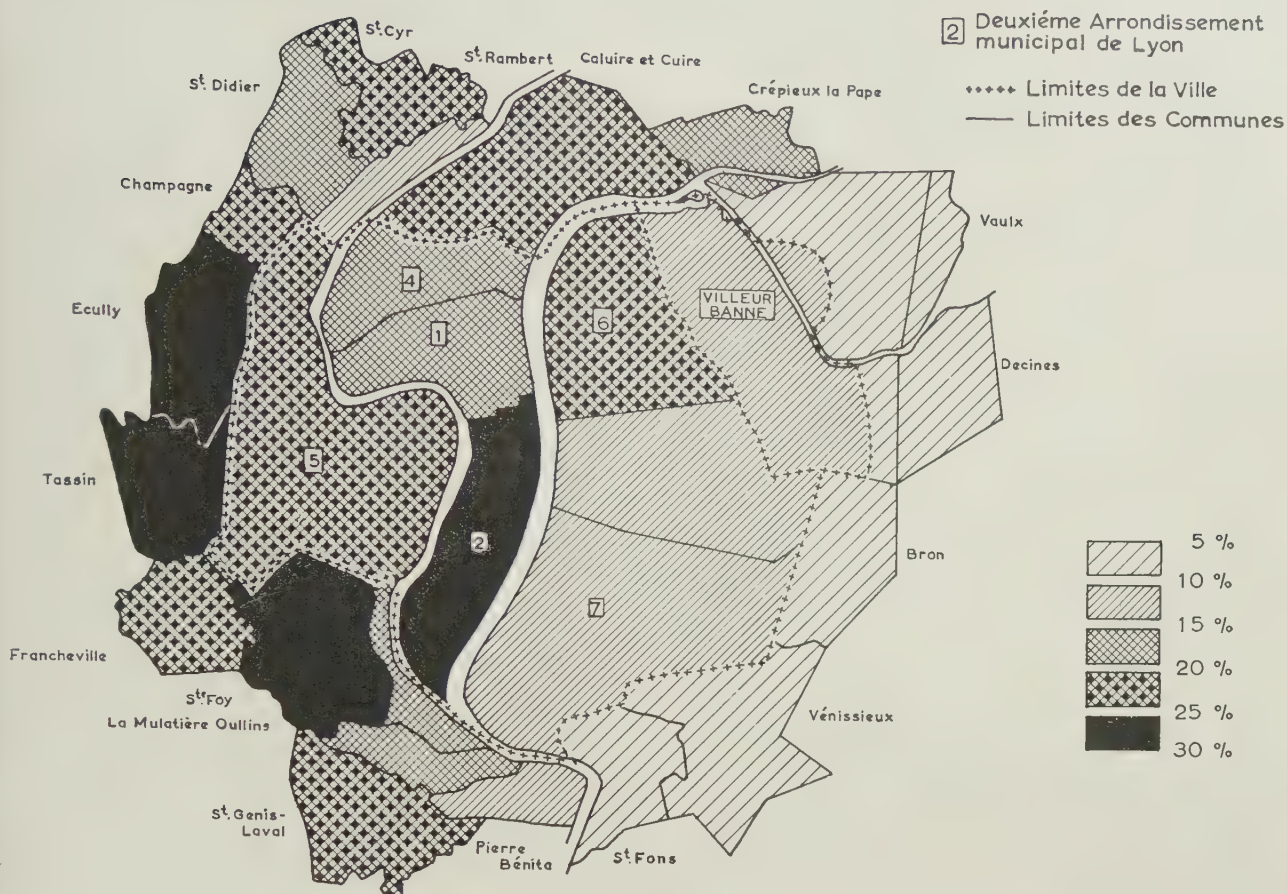 2 Deuxiéme Arrondissement
municipal de Lyon
Limites de la Ville
Limites des Communes
St. Cyr
St. Rambert
Caluire et Cuire
St. Didier
Crépieux la Pape
Champagne
Vaulx
4
Ecully
VILLEUR
BANNE
1
6
Decines
5
Tassin
2
Bron
7
Francheville
Ste Foy
La Mulatière Oullins
Vénissieux
St. Genis-
Laval
Pierre
Bénita
St. Fons
5 %
10 %
15 %
20 %
25 %
30 %